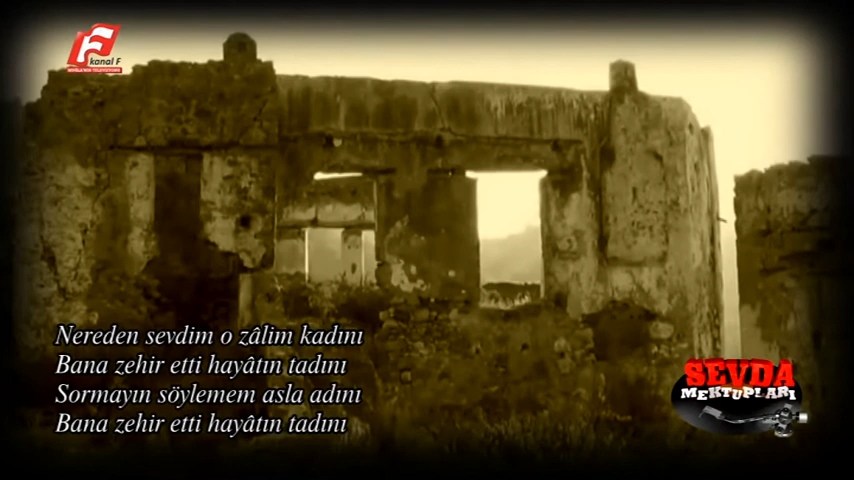 F
kanal F
Nereden sevdim o zâlim kadını
Bana zehir etti hayâtın tadını
Sormayın söylemem asla adını
Bana zehir etti hayâtın tadını
SEVDA
MEKTUPLARI